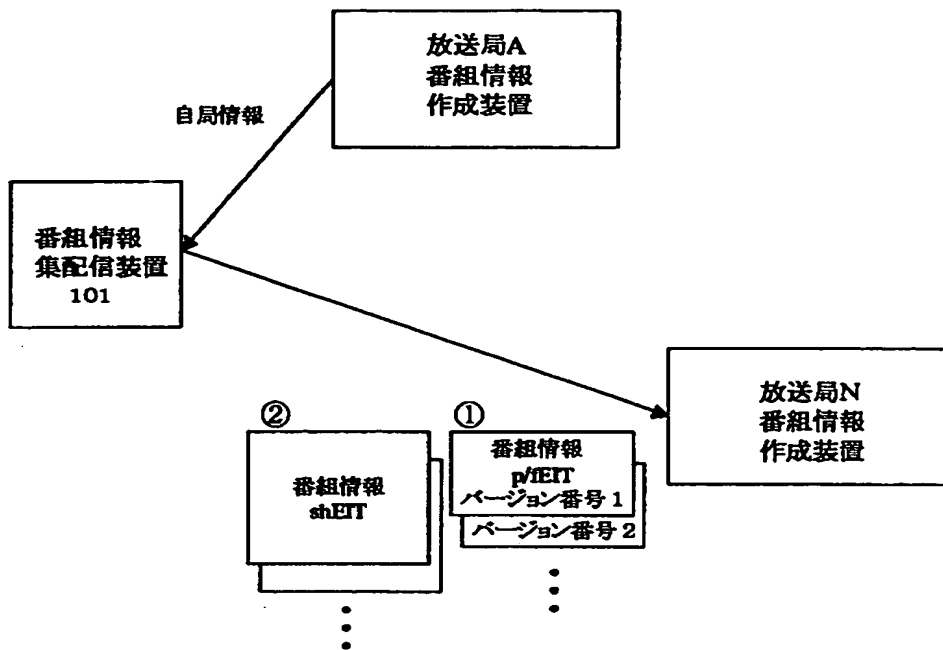 放送局A
番組情報
作成装置
自局情報
番組情報
集配信装置
101
放送局N
番組情報
作成装置
②
①
番組情報
shEIT
番組情報
p/fEIT
バージョン番号1
バージョン番号2